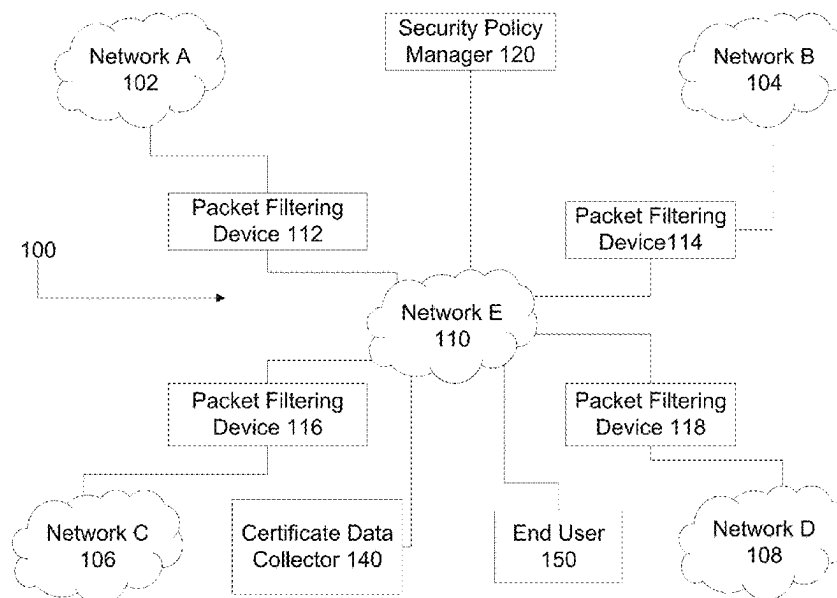 Network A
102
Security Policy
Manager 120
Network B
104
Packet Filtering
Device 112
Packet Filtering
Device114
100
Network E
110
Packet Filtering
Device 116
Packet Filtering
Device 118
Network C
106
Certificate Data
Collector 140
End User
150
Network D
108